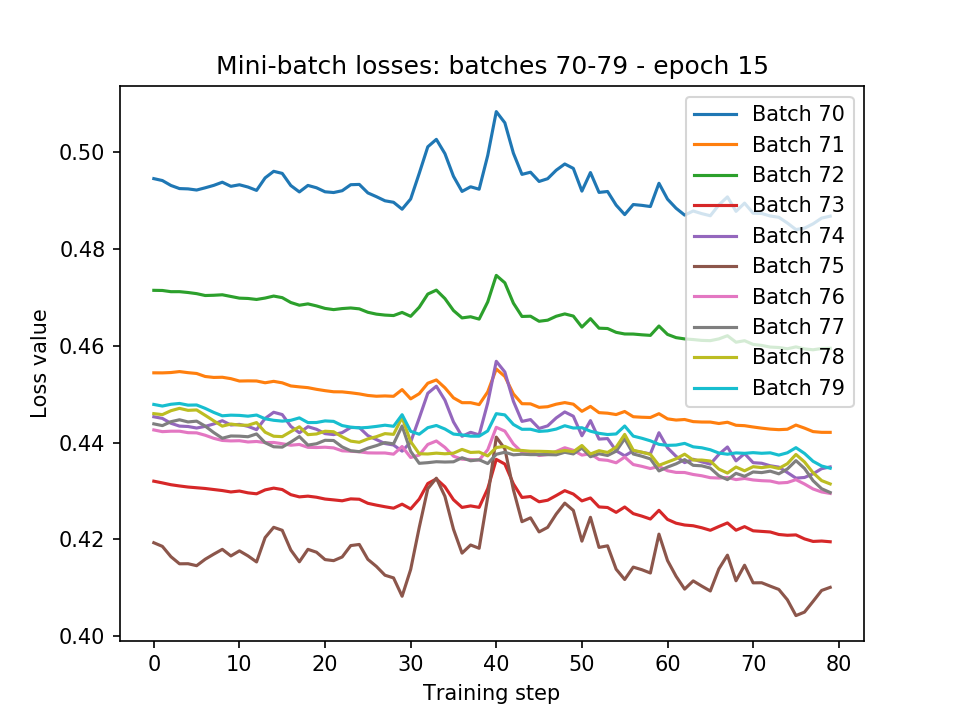 Mini-batch losses: batches 70-79 - epoch 15
Loss value
0.50
0.48
0.46
0.44
0.42
0.40
0
10
20
30
40
50
60
70
80
Training step
Batch 70
Batch 71
Batch 72
Batch 73
Batch 74
Batch 75
Batch 76
Batch 77
Batch 78
Batch 79